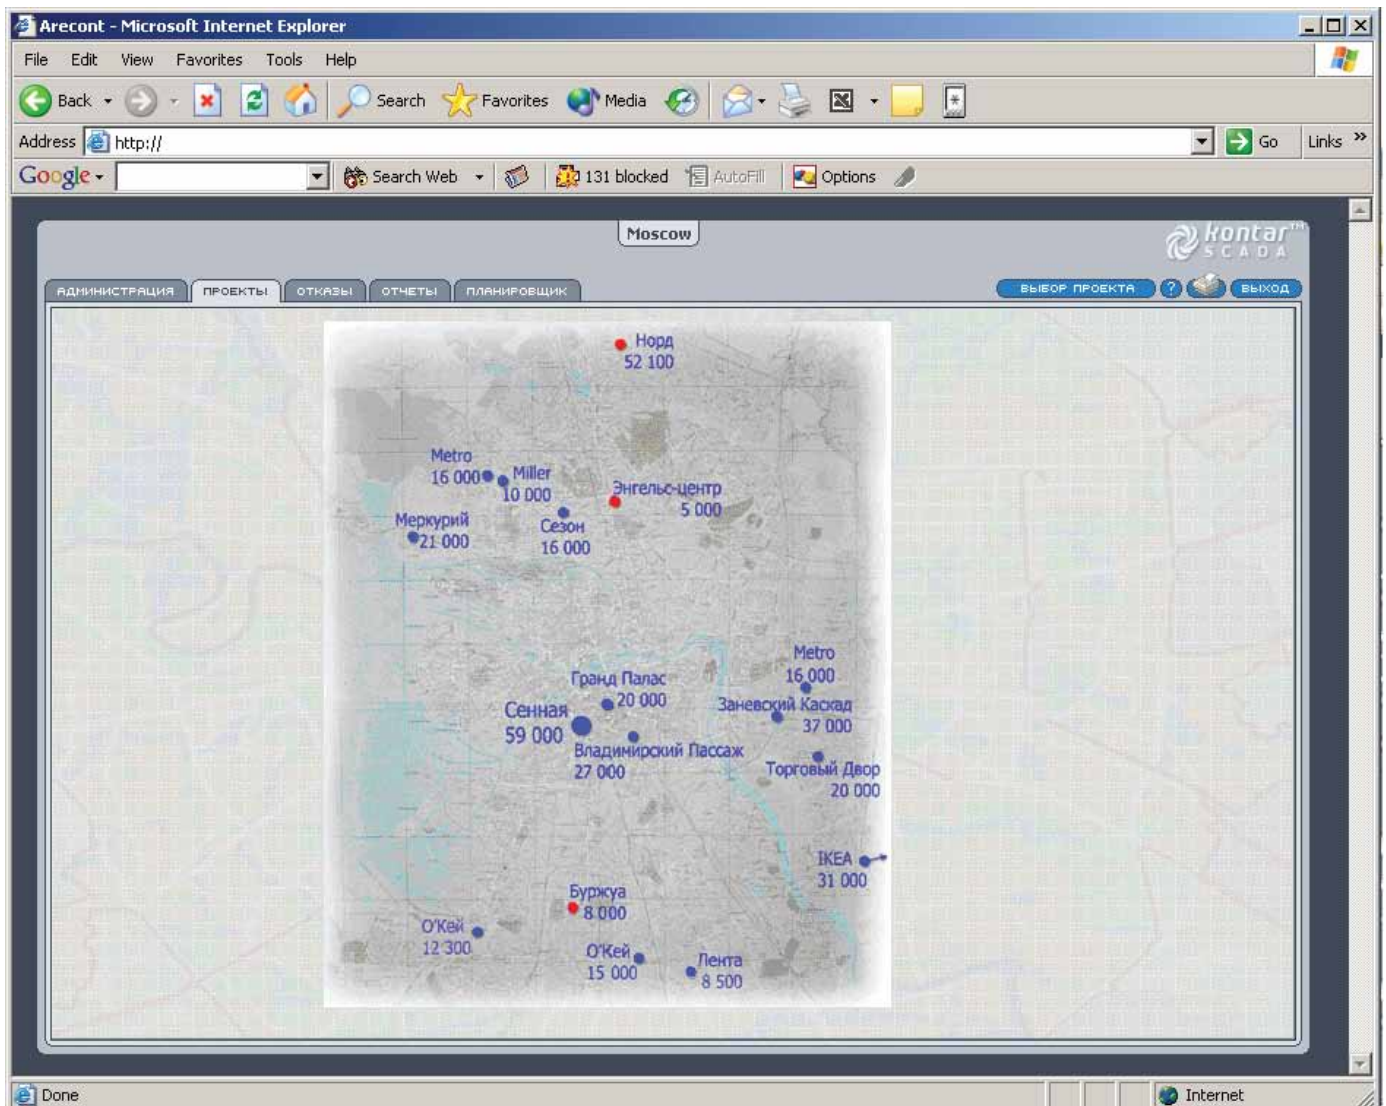 Arecont - Microsoft Internet Explorer
File Edit View Favorites Tools Help
Back Search Favorites Media
Address http:// Go Links »
Google Search Web 131 blocked AutoFill Options
Moscow
kontar™
SCADA
АДМИНИСТРАЦИЯ ПРОЕКТЫ ОТКАЗЫ ОТЧЕТЫ ПЛАНИРОВЩИК ВЫБОР ПРОЕКТА ? ВЫХОД
Норд
52 100
Metro
16 000
Miller
10 000
Энгельс-центр
5 000
Меркурий
21 000
Сезон
16 000
Metro
16 000
Гранд Палас
20 000
Заневский Каскад
37 000
Сенная
59 000
Владимирский Пассаж
27 000
Торговый Двор
20 000
IKEA
31 000
Буржуа
8 000
О'Кей
12 300
О'Кей
15 000
Лента
8 500
Done Internet